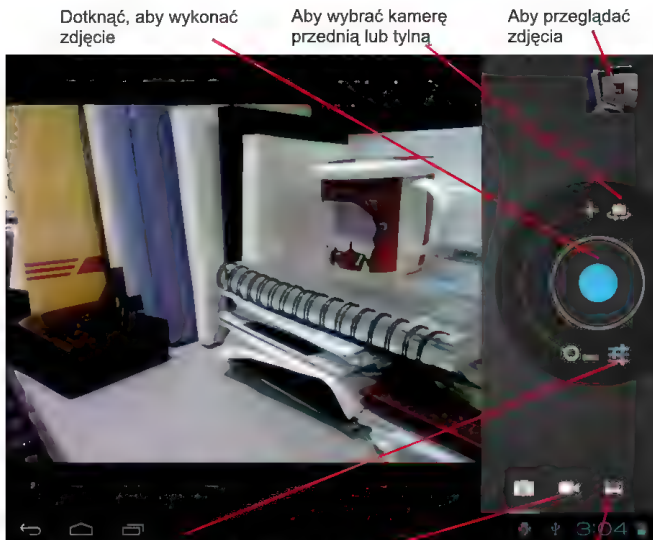 Dotknąć, aby wykonać
zdjęcie
Aby wybrać kamerę
przednią lub tylną
Aby przeglądać
zdjęcia
3:04